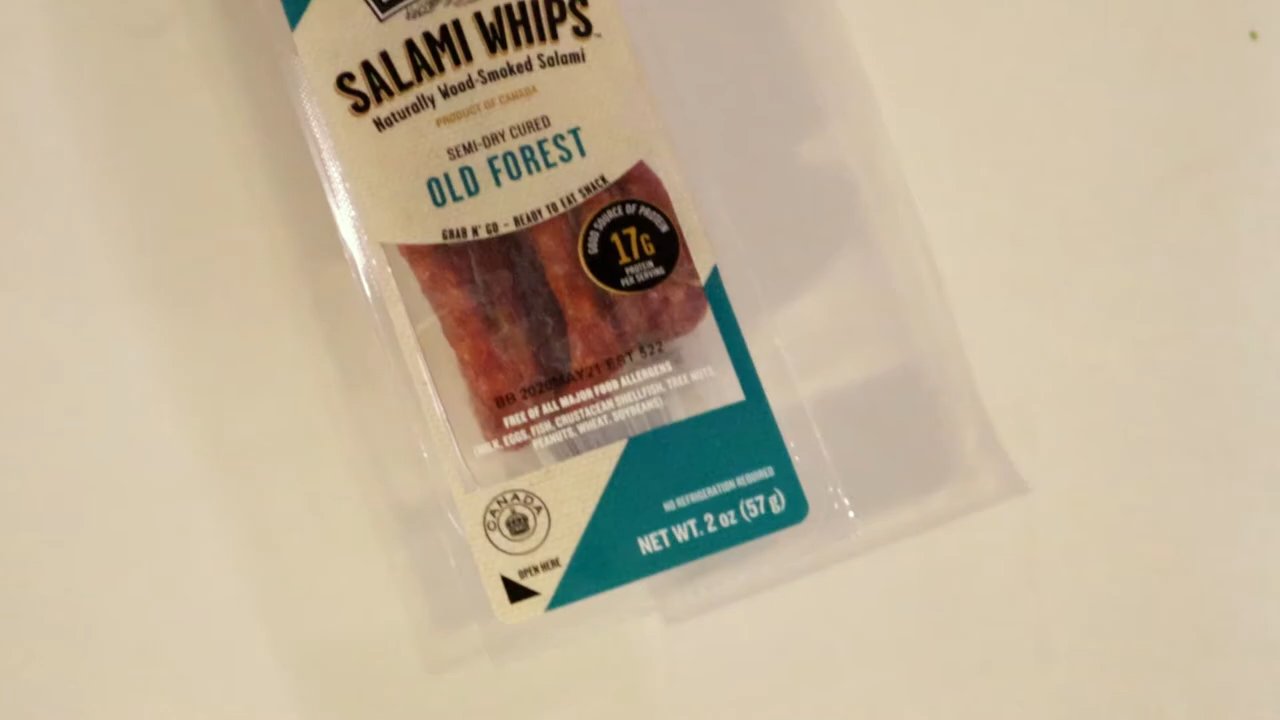 SALAMI WHIPS™
Naturally Wood-Smoked Salami
PRODUCT OF CANADA
SEMI-DRY CURED
OLD FOREST
GRAB N' GO - READY TO EAT SNACK
GOOD SOURCE OF PROTEIN
17G
PROTEIN
PER SERVING
BB 2020MAY21 EST 522
FREE OF ALL MAJOR FOOD ALLERGENS
(MILK, EGGS, FISH, CRUSTACEAN SHELLFISH, TREE NUTS,
PEANUTS, WHEAT, SOYBEANS)
CANADA
NO REFRIGERATION REQUIRED
NET WT. 2 oz (57g)
OPEN HERE